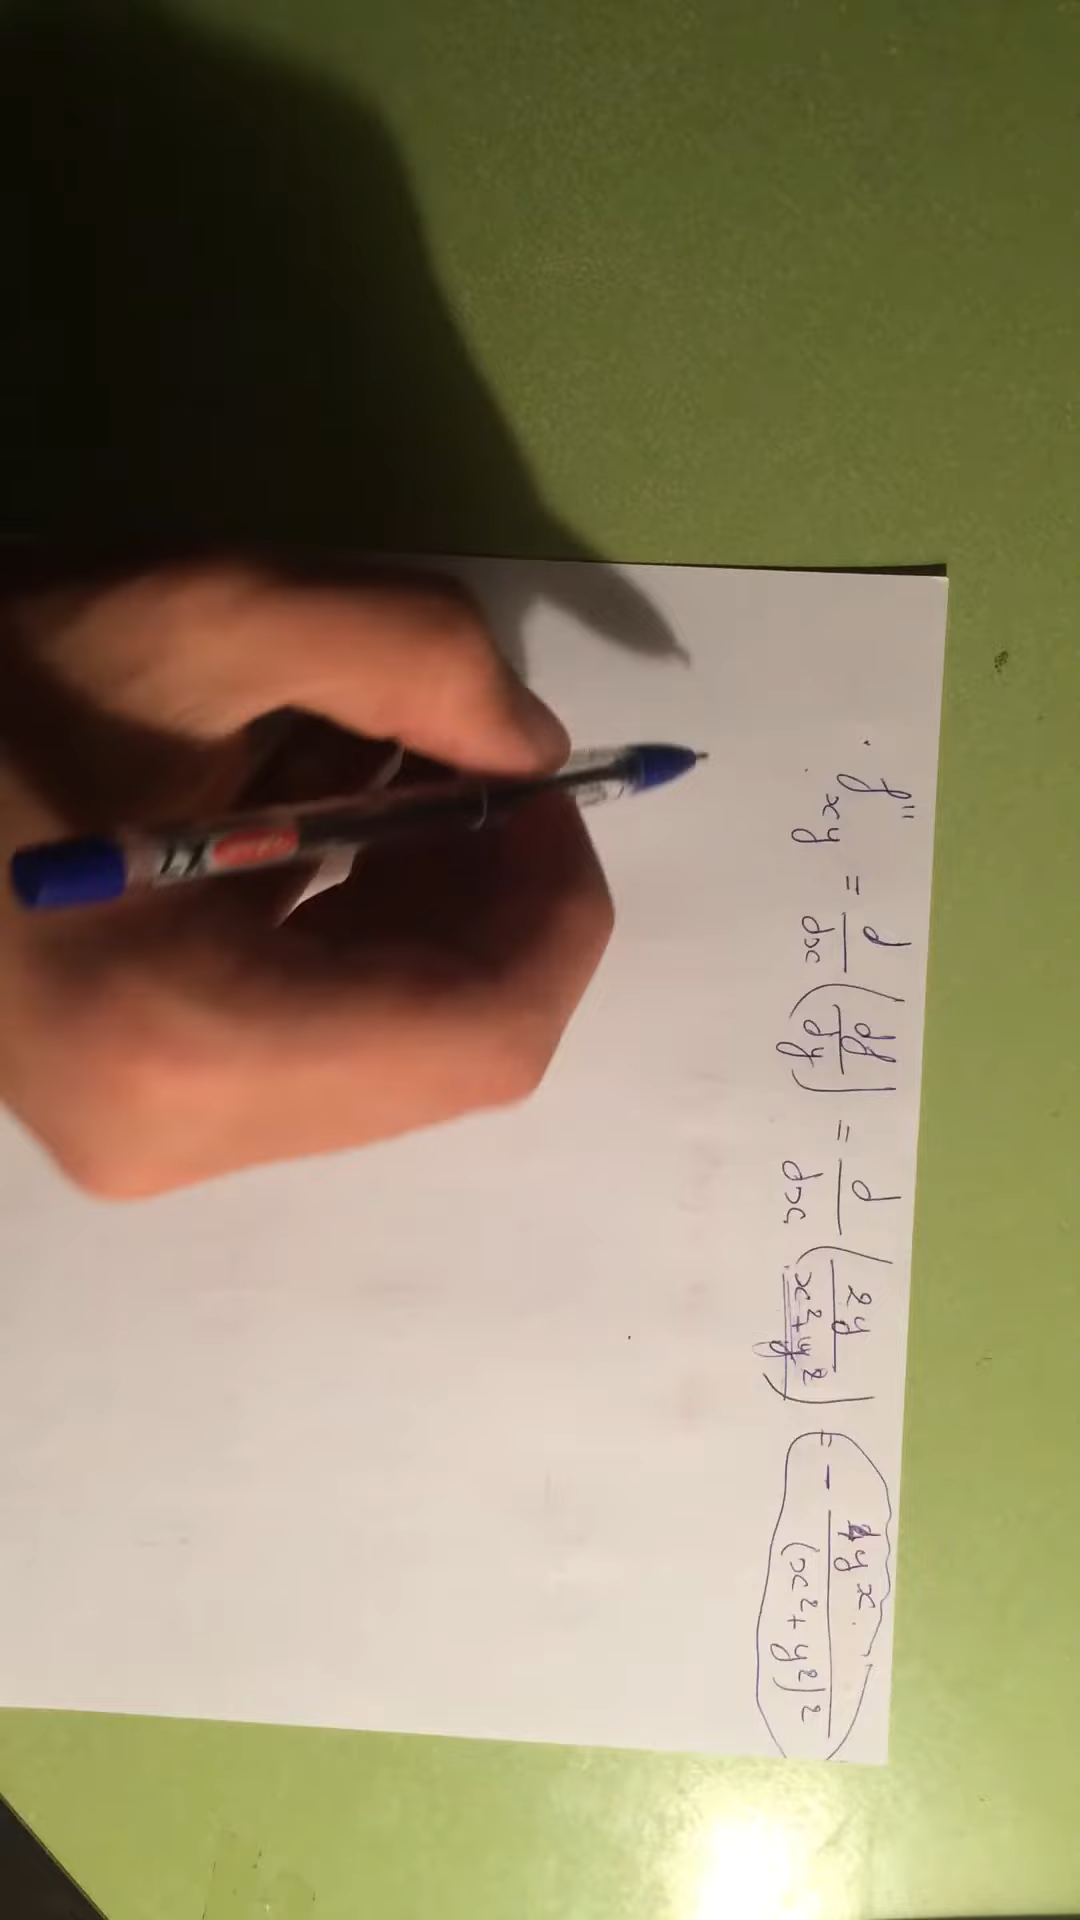 f''xy = d/dx (df/dy) = d/dx (2y/x²+y²) = - 4yx/(x²+y²)²